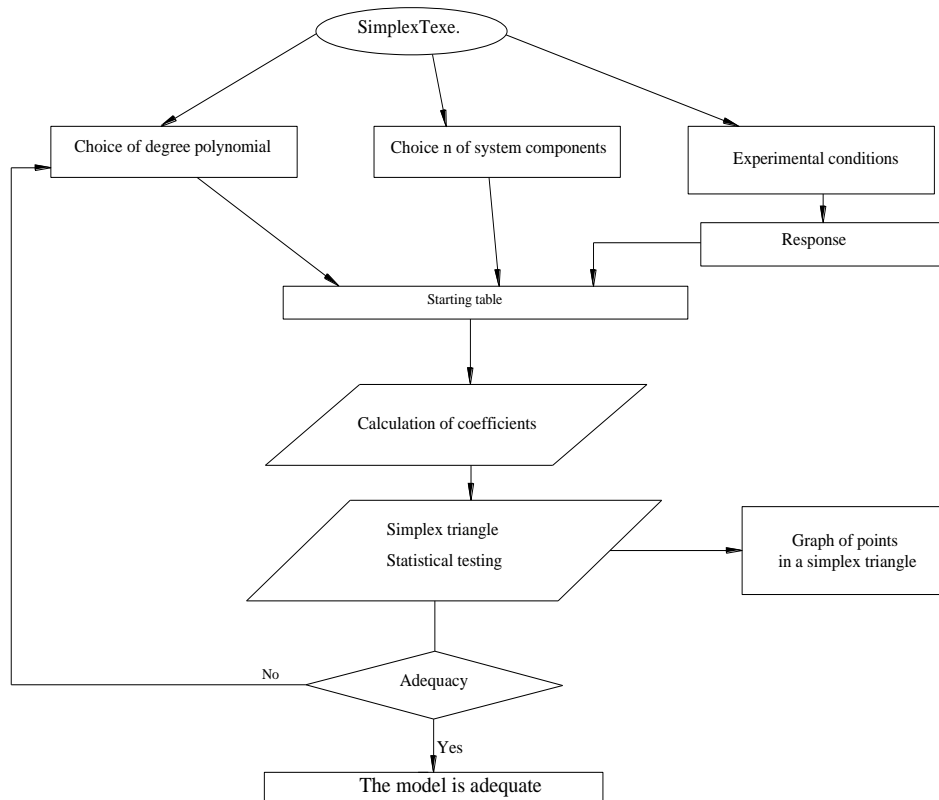 SimplexTexe.
Choice of degree polynomial
Choice n of system components
Experimental conditions
Response
Starting table
Calculation of coefficients
Simplex triangle
Statistical testing
Graph of points
in a simplex triangle
No
Adequacy
Yes
The model is adequate